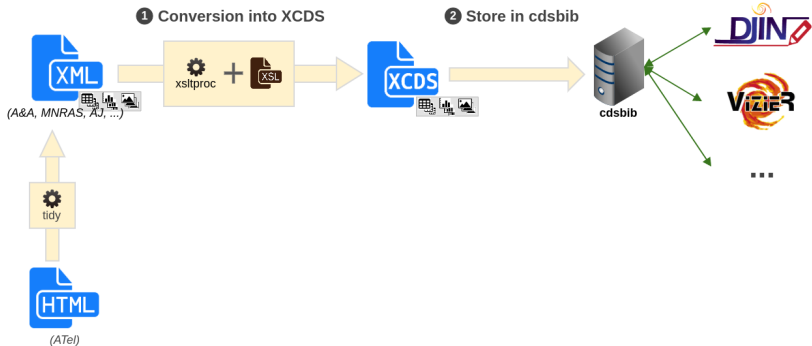 1 Conversion into XCDS
2 Store in cdsbib
XML
(A&A, MNRAS, AJ, ...)
xsltproc
+
XSL
XCDS
cdsbib
DJIN
VIZIER
...
tidy
HTML
(ATel)